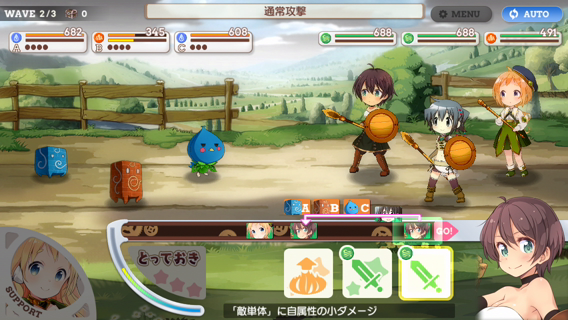 WAVE 2/3
0
通常攻撃
MENU
AUTO
682
A
345
B
608
C
688
688
491
A
B
C
GO!
とっておき
SUPPORT
「敵単体」に自属性の小ダメージ